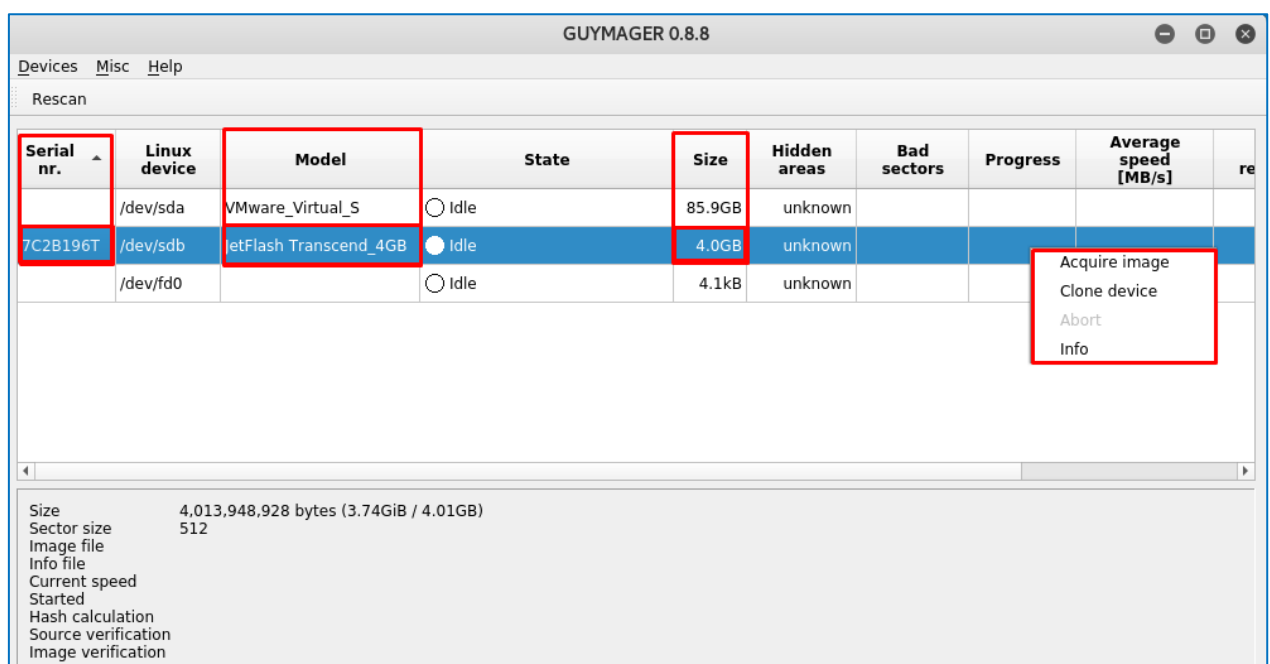 GUYMAGER 0.8.8
Devices Misc Help
Rescan
Serial nr. Linux device Model State Size Hidden areas Bad sectors Progress Average speed [MB/s] re
/dev/sda VMware_Virtual_S Idle 85.9GB unknown
7C2B196T /dev/sdb JetFlash Transcend_4GB Idle 4.0GB unknown
/dev/fd0 Idle 4.1kB unknown
Acquire image
Clone device
Abort
Info
Size 4,013,948,928 bytes (3.74GiB / 4.01GB)
Sector size 512
Image file
Info file
Current speed
Started
Hash calculation
Source verification
Image verification